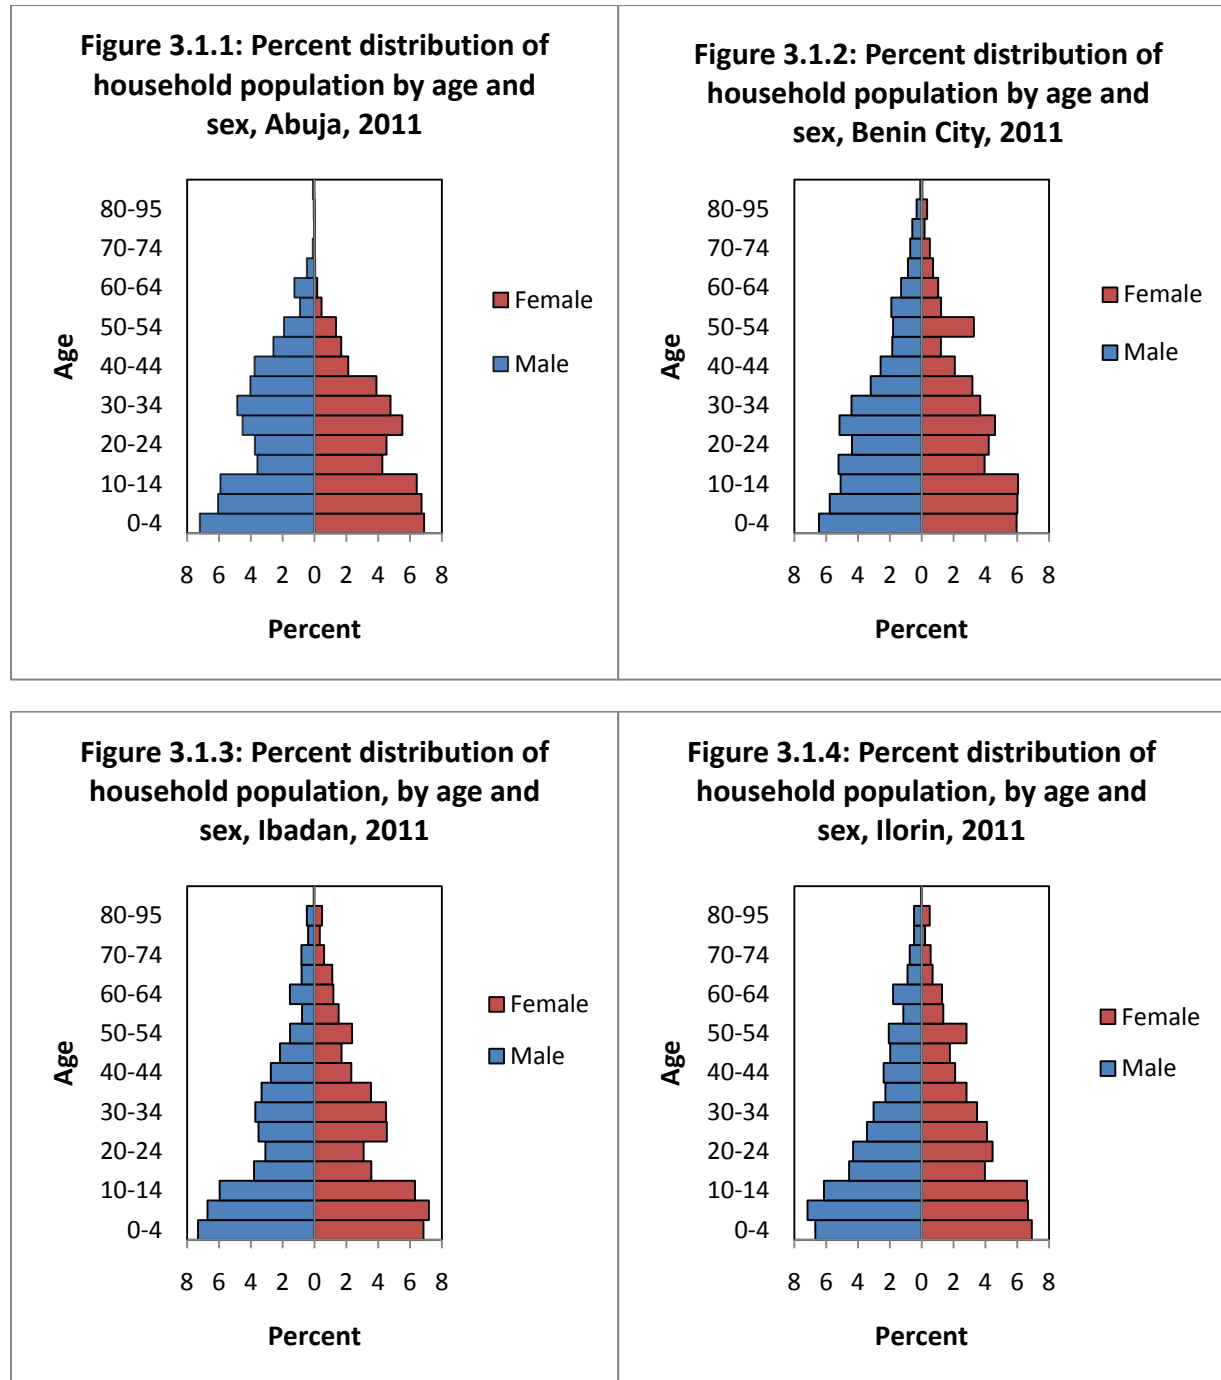 Figure 3.1.1: Percent distribution of
household population by age and
sex, Abuja, 2011
80-95
70-74
60-64
50-54
40-44
30-34
20-24
10-14
0-4
Age
8 6 4 2 0 2 4 6 8
Percent
Female
Male
Figure 3.1.2: Percent distribution of
household population by age and
sex, Benin City, 2011
80-95
70-74
60-64
50-54
40-44
30-34
20-24
10-14
0-4
Age
8 6 4 2 0 2 4 6 8
Percent
Female
Male
Figure 3.1.3: Percent distribution of
household population, by age and
sex, Ibadan, 2011
80-95
70-74
60-64
50-54
40-44
30-34
20-24
10-14
0-4
Age
8 6 4 2 0 2 4 6 8
Percent
Female
Male
Figure 3.1.4: Percent distribution of
household population, by age and
sex, Ilorin, 2011
80-95
70-74
60-64
50-54
40-44
30-34
20-24
10-14
0-4
Age
8 6 4 2 0 2 4 6 8
Percent
Female
Male